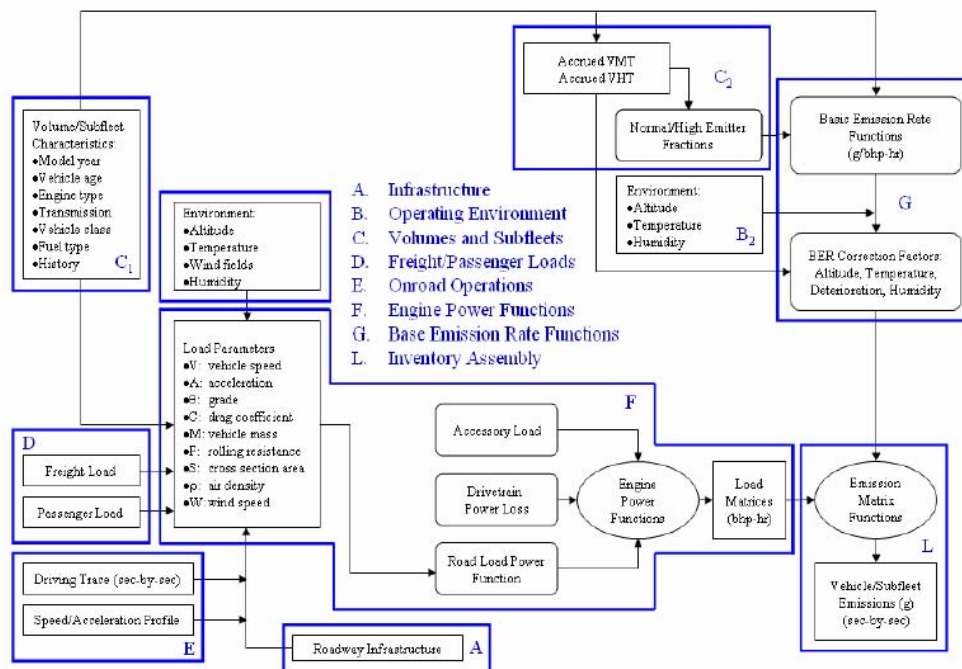 Accrued VMT
Accrued VHT
C2
Normal/High Emitter
Fractions
Basic Emission Rate
Functions
(g/bhp-hr)
G
BER Correction Factors:
Altitude, Temperature,
Deterioration, Humidity
Volume/Subfleet
Characteristics:
●Model year
●Vehicle age
●Engine type
●Transmission
●Vehicle class
●Fuel type
●History
C1
Environment:
●Altitude
●Temperature
●Wind fields
●Humidity
A. Infrastructure
B. Operating Environment
C. Volumes and Subfleets
D. Freight/Passenger Loads
E. Onroad Operations
F. Engine Power Functions
G. Base Emission Rate Functions
L. Inventory Assembly
Environment:
●Altitude
●Temperature
●Humidity
B2
Load Parameters
●V: vehicle speed
●A: acceleration
●θ: grade
●C: drag coefficient
●M: vehicle mass
●F: rolling resistance
●S: cross section area
●ρ: air density
●W: wind speed
F
D
Freight Load
Passenger Load
Accessory Load
Drivetrain
Power Loss
Road Load Power
Function
Engine
Power
Functions
Load
Matrices
(bhp-hr)
Emission
Matrix
Functions
L
Vehicle/Subfleet
Emissions (g)
(sec-by-sec)
Driving Trace (sec-by-sec)
Speed/Acceleration Profile
E
Roadway Infrastructure
A